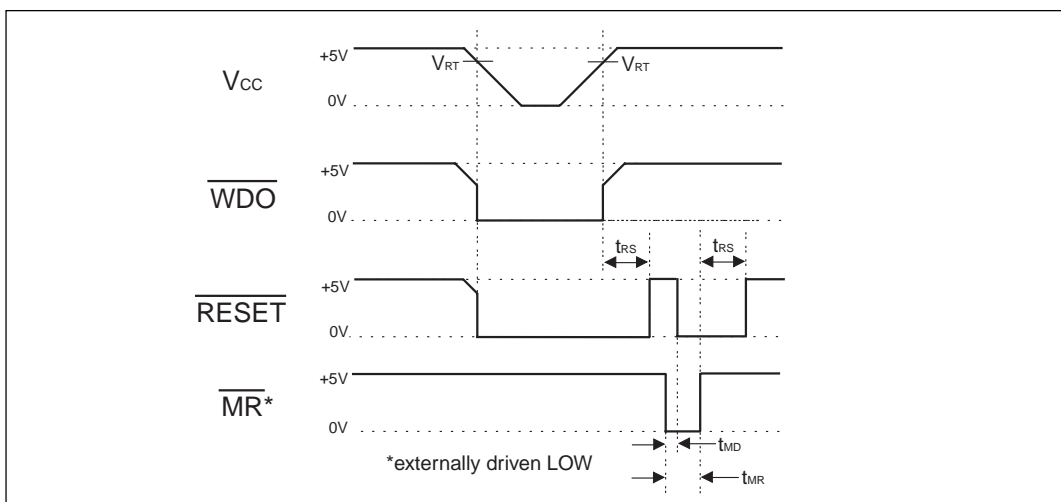 +5V
VRT
VRT
VCC
0V
+5V
WDO
0V
tRS
tRS
+5V
RESET
0V
+5V
MR*
0V
tMD
*externally driven LOW
tMR